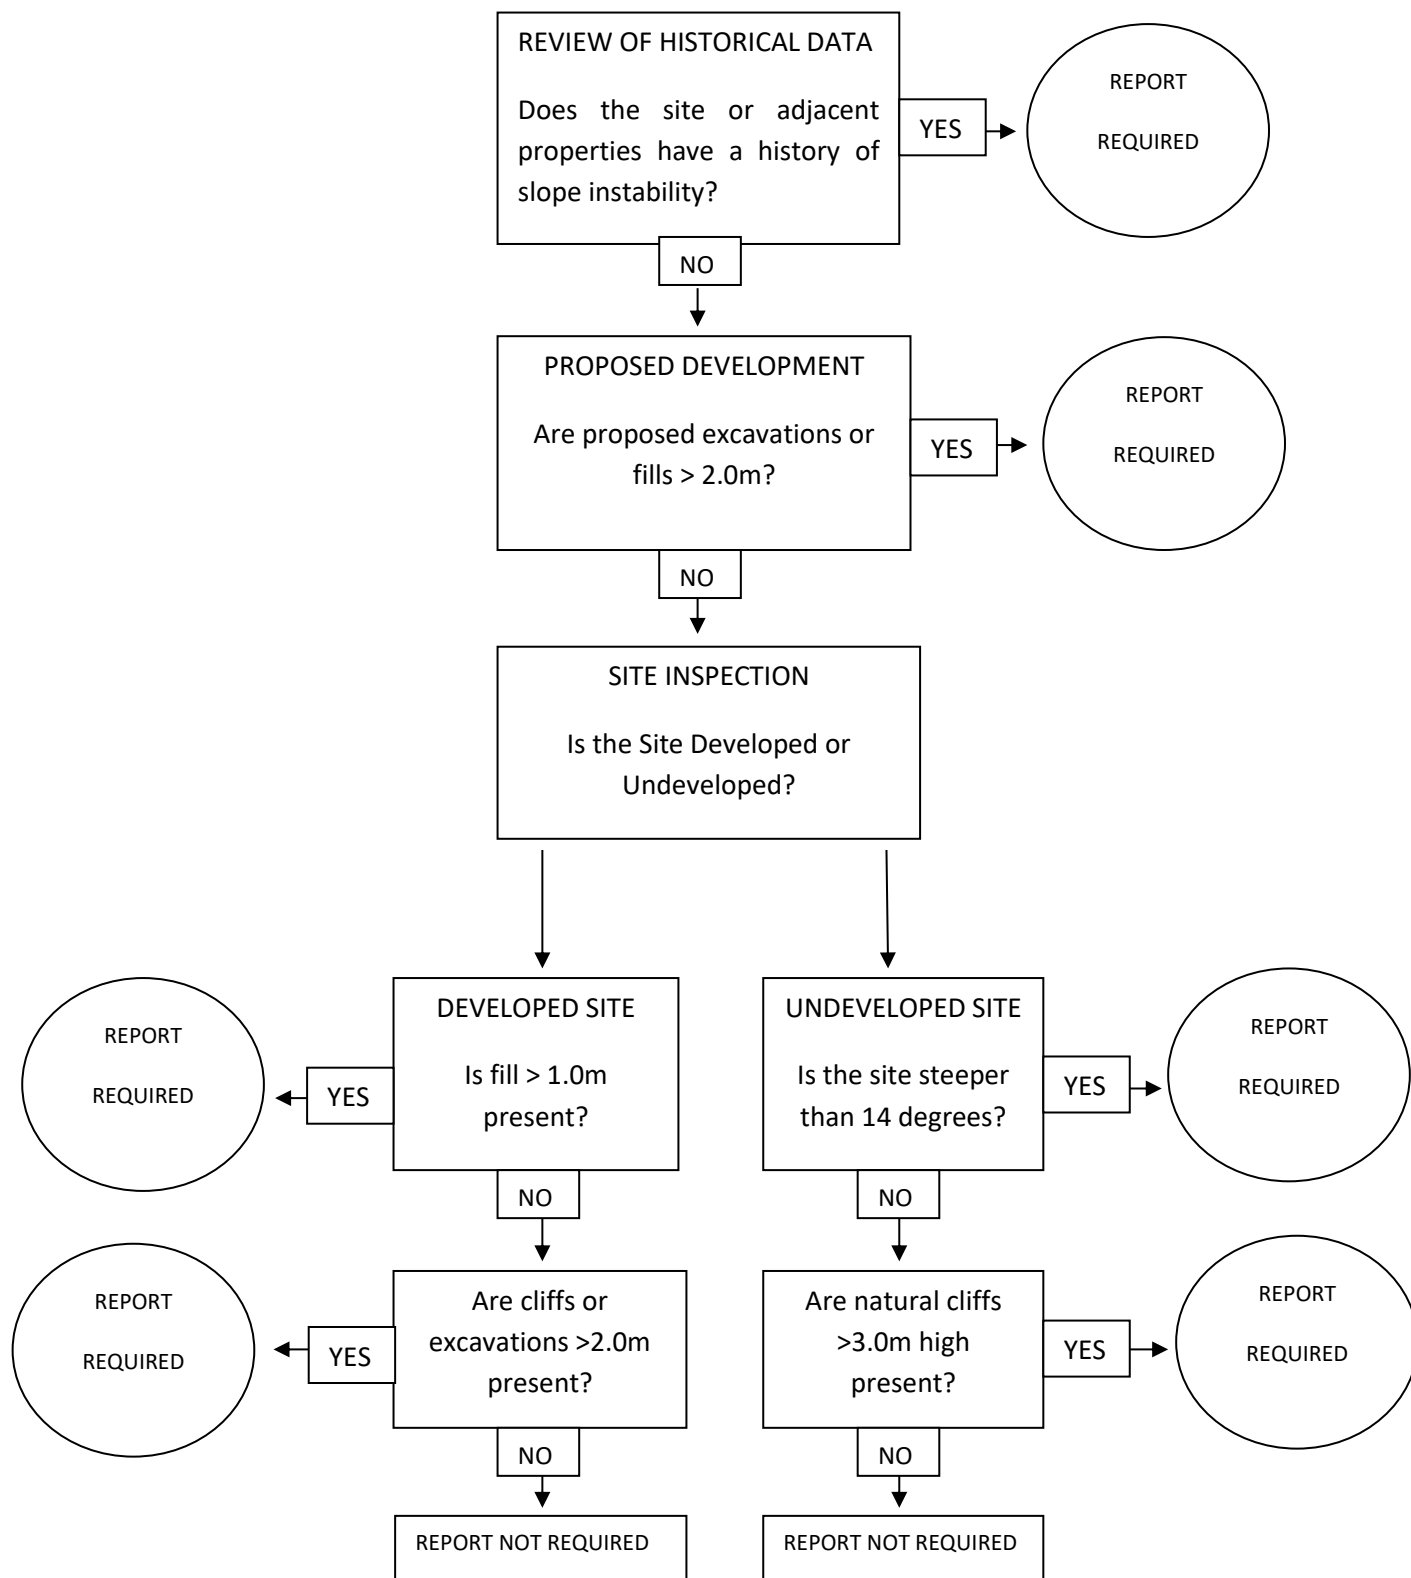 REVIEW OF HISTORICAL DATA
Does the site or adjacent
properties have a history of
slope instability?
YES
REPORT
REQUIRED
NO
PROPOSED DEVELOPMENT
Are proposed excavations or
fills > 2.0m?
YES
REPORT
REQUIRED
NO
SITE INSPECTION
Is the Site Developed or
Undeveloped?
DEVELOPED SITE
Is fill > 1.0m
present?
YES
REPORT
REQUIRED
NO
Are cliffs or
excavations >2.0m
present?
YES
REPORT
REQUIRED
NO
REPORT NOT REQUIRED
UNDEVELOPED SITE
Is the site steeper
than 14 degrees?
YES
REPORT
REQUIRED
NO
Are natural cliffs
>3.0m high
present?
YES
REPORT
REQUIRED
NO
REPORT NOT REQUIRED